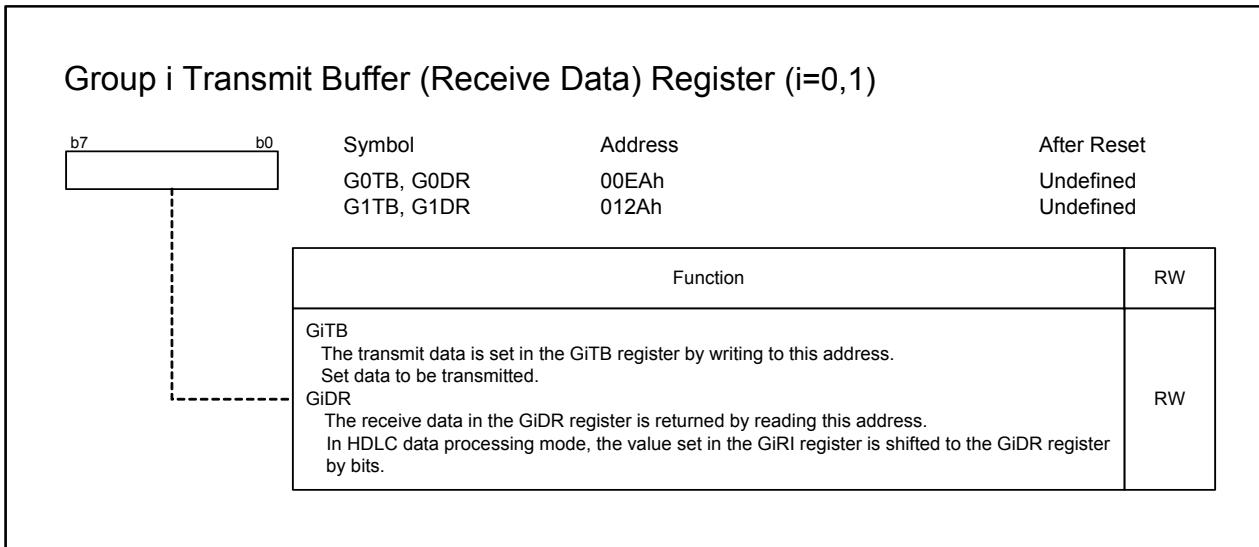 Group i Transmit Buffer (Receive Data) Register (i=0,1)
b7 b0 Symbol Address After Reset
G0TB, G0DR 00EAh Undefined
G1TB, G1DR 012Ah Undefined
Function RW
GiTB
The transmit data is set in the GiTB register by writing to this address.
Set data to be transmitted.
GiDR RW
The receive data in the GiDR register is returned by reading this address.
In HDLC data processing mode, the value set in the GiRI register is shifted to the GiDR register
by bits.